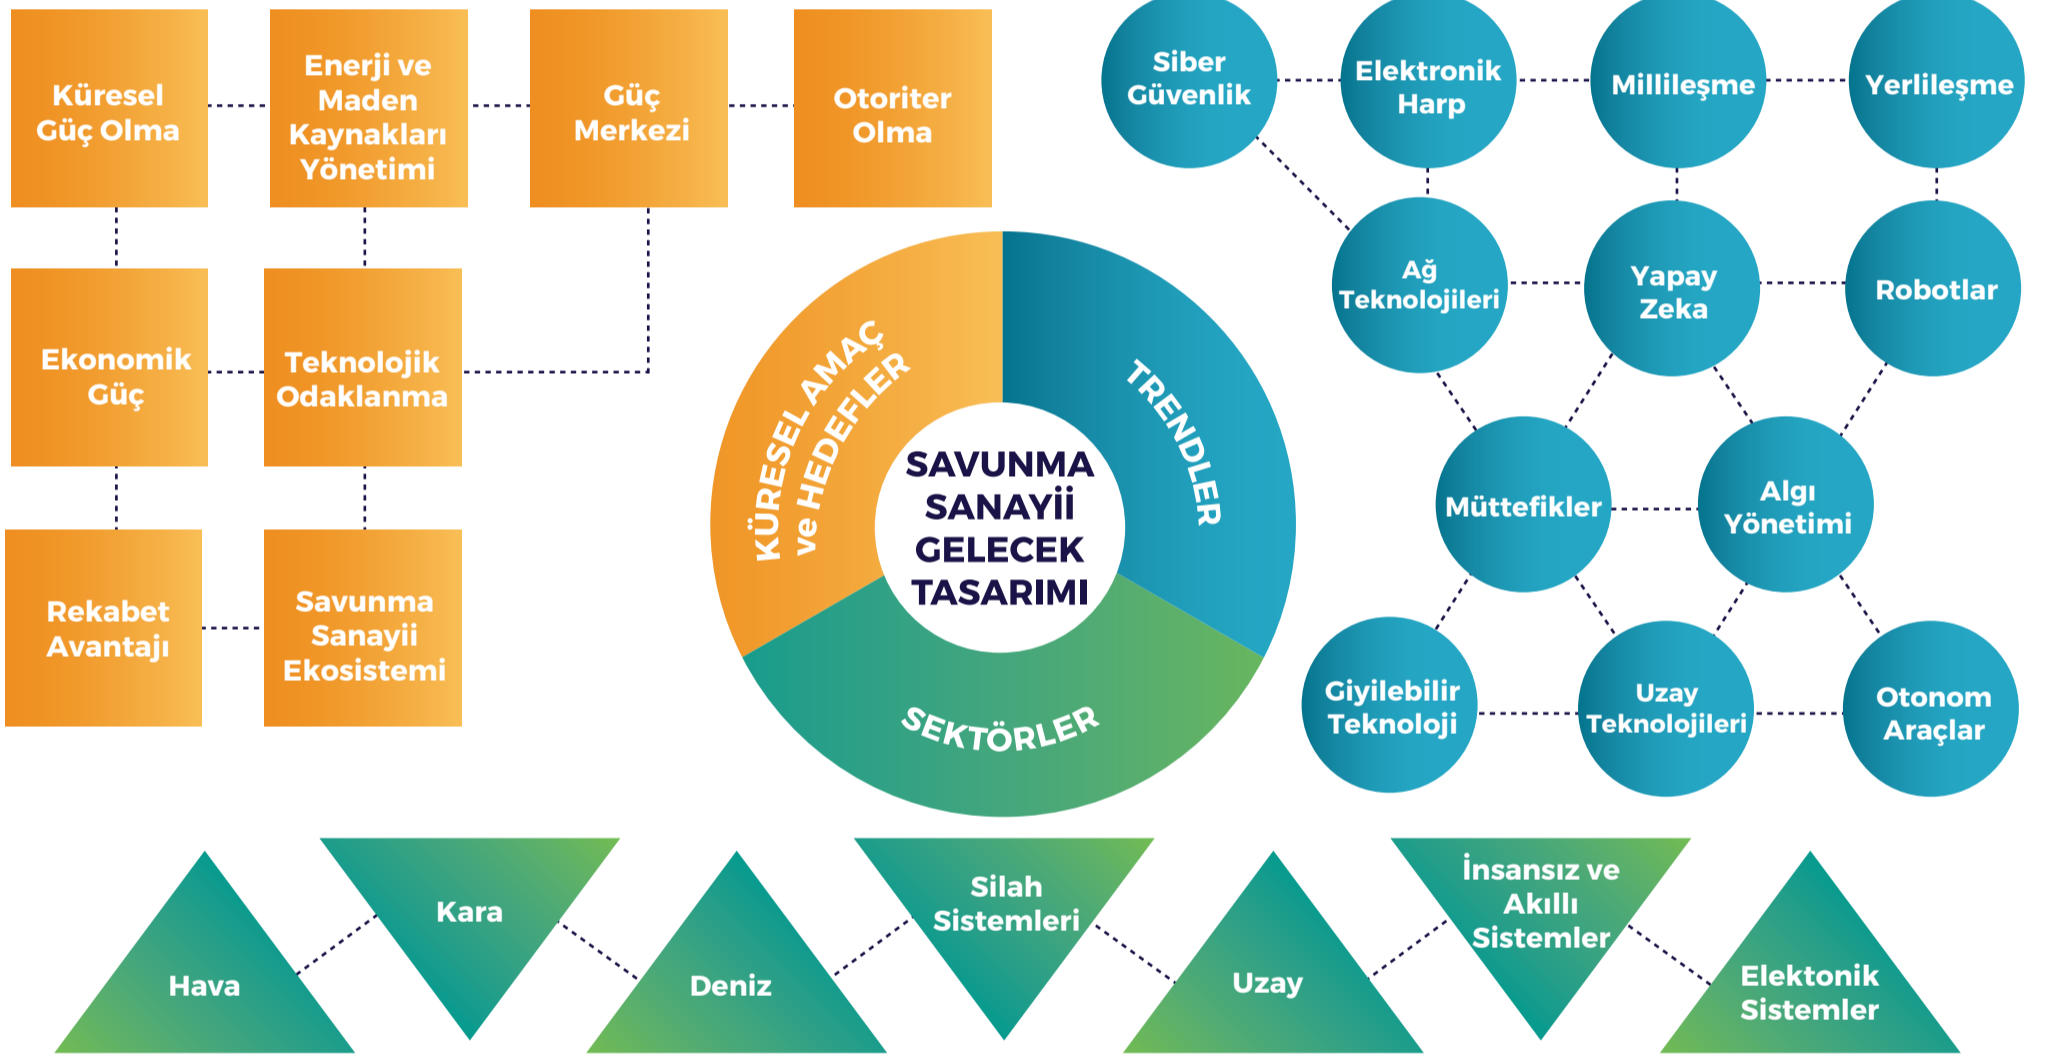 Küresel
Güç Olma
Enerji ve
Maden
Kaynakları
Yönetimi
Güç
Merkezi
Otoriter
Olma
Ekonomik
Güç
Teknolojik
Odaklanma
Rekabet
Avantajı
Savunma
Sanayii
Ekosistemi
Siber
Güvenlik
Elektronik
Harp
Millileşme
Yerlileşme
Ağ
Teknolojileri
Yapay
Zeka
Robotlar
Müttefikler
Algı
Yönetimi
Giyilebilir
Teknoloji
Uzay
Teknolojileri
Otonom
Araçlar
KÜRESEL AMAÇ
ve HEDEFLER
TRENDLER
SEKTÖRLER
SAVUNMA
SANAYİİ
GELECEK
TASARIMI
Hava
Kara
Deniz
Silah
Sistemleri
Uzay
İnsansız ve
Akıllı
Sistemler
Elektonik
Sistemler